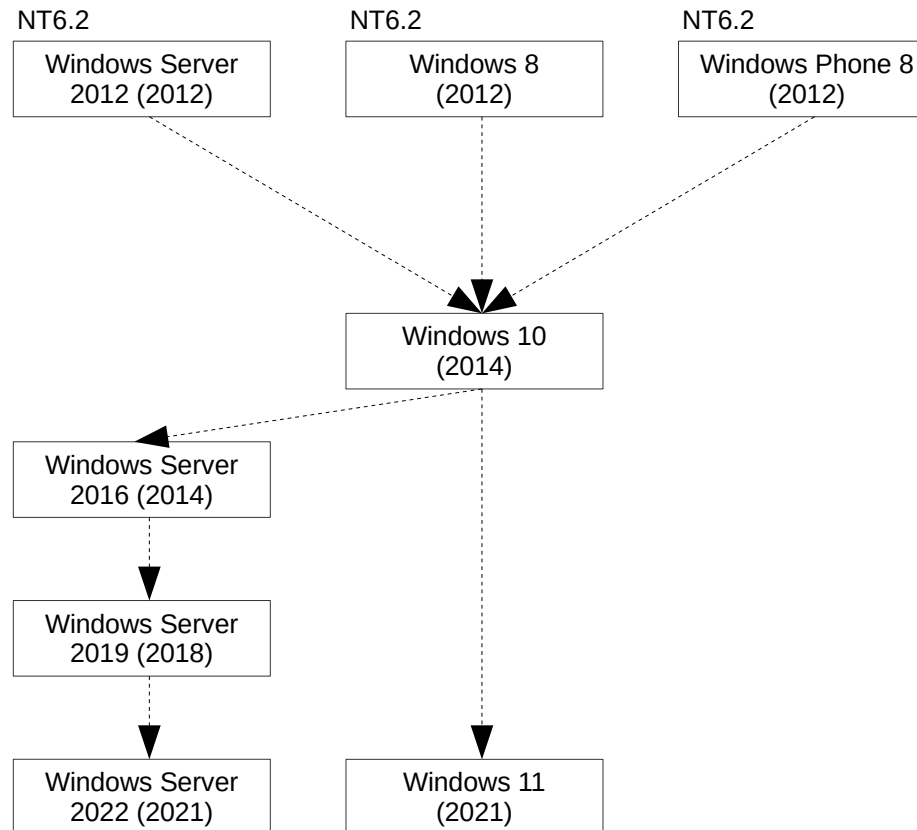 NT6.2
NT6.2
NT6.2
Windows Server
2012 (2012)
Windows 8
(2012)
Windows Phone 8
(2012)
Windows 10
(2014)
Windows Server
2016 (2014)
Windows Server
2019 (2018)
Windows Server
2022 (2021)
Windows 11
(2021)